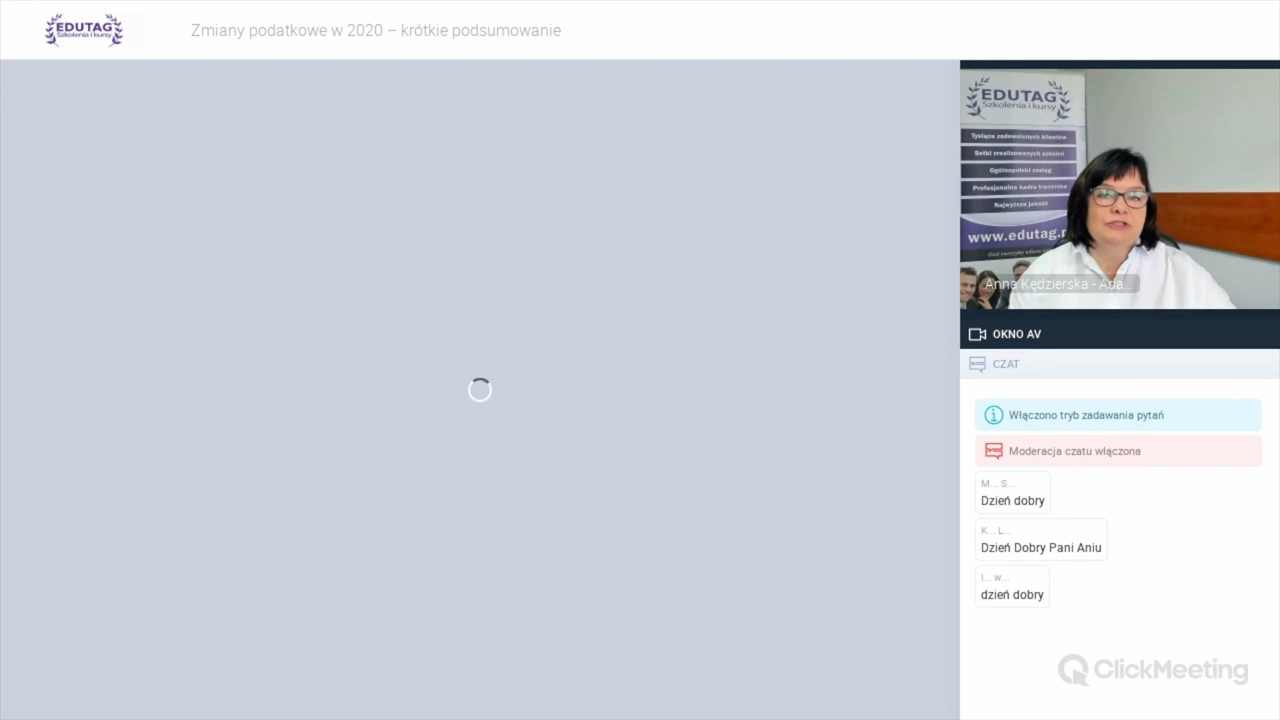 EDUTAG
Szkolenia i kursy
Zmiany podatkowe w 2020 – krótkie podsumowanie
EDUTAG
Szkolenia i kursy
Tysiące zadowolonych klientów
Setki zrealizowanych szkoleń
Ogólnopolski zasięg
Profesjonalna kadra trenerska
Najwyższa jakość
www.edutag.
Anna Kędzierska - Ada...
OKNO AV
CZAT
Włączono tryb zadawania pytań
Moderacja czatu włączona
M... S...
Dzień dobry
K... L...
Dzień Dobry Pani Aniu
I... w...
dzień dobry
ClickMeeting